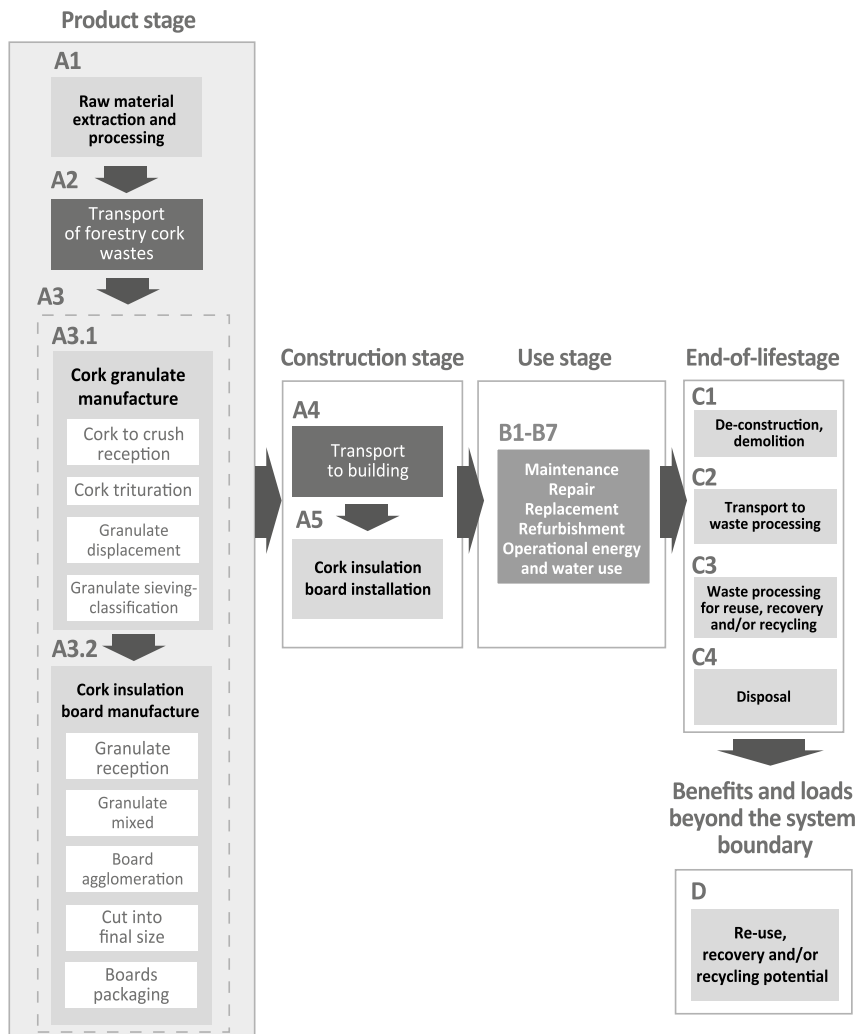 Product stage
A1
Raw material
extraction and
processing
A2
Transport
of forestry cork
wastes
A3
A3.1
Cork granulate
manufacture
Cork to crush
reception
Cork trituration
Granulate
displacement
Granulate sieving-
classification
A3.2
Cork insulation
board manufacture
Granulate
reception
Granulate
mixed
Board
agglomeration
Cut into
final size
Boards
packaging
Construction stage
A4
Transport
to building
A5
Cork insulation
board installation
Use stage
B1-B7
Maintenance
Repair
Replacement
Refurbishment
Operational energy
and water use
End-of-lifestage
C1
De-construction,
demolition
C2
Transport to
waste processing
C3
Waste processing
for reuse, recovery
and/or recycling
C4
Disposal
Benefits and loads
beyond the system
boundary
D
Re-use,
recovery and/or
recycling potential